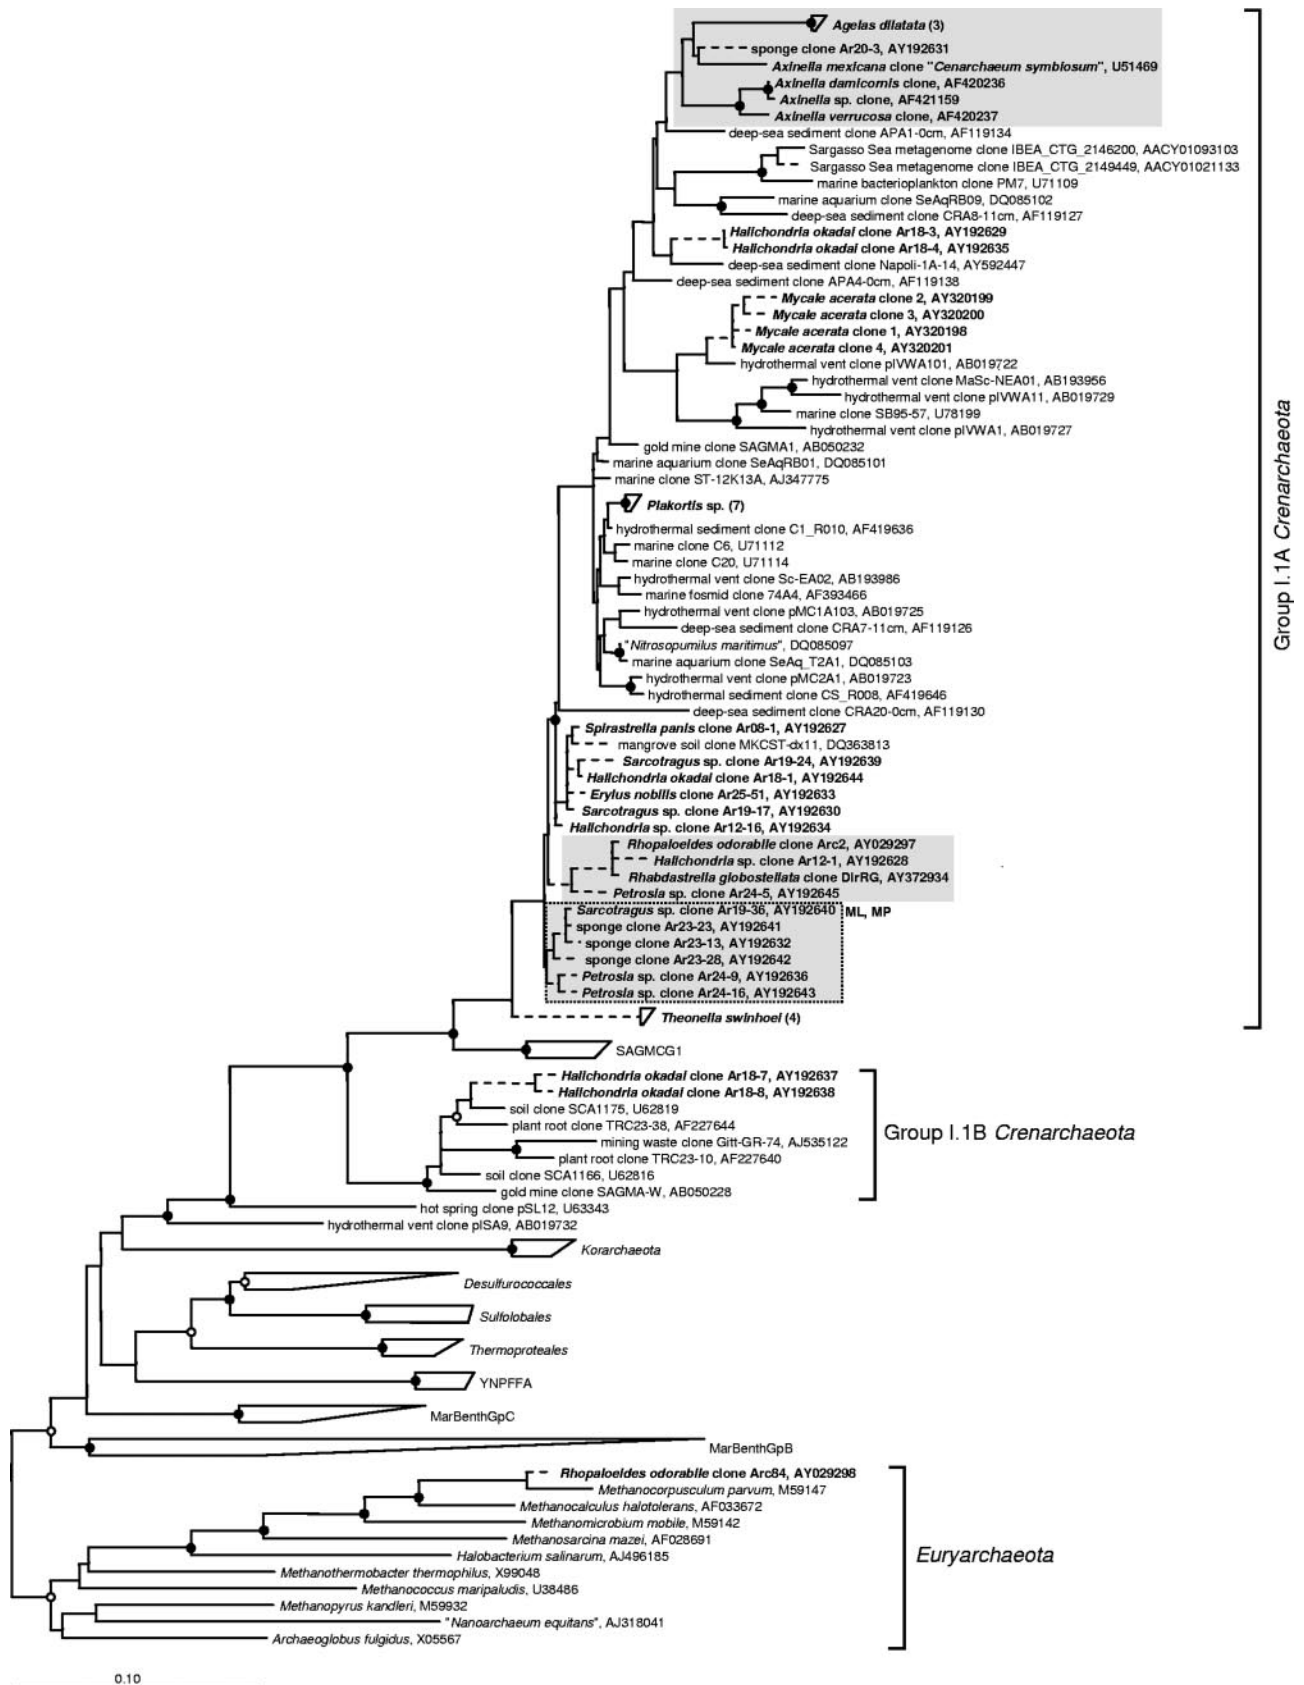 Agelas dilatata (3)
sponge clone Ar20-3, AY192631
Axinella mexicana clone "Cenarchaeum symbiosum", U51469
Axinella damicornis clone, AF420236
Axinella sp. clone, AF421159
Axinella verrucosa clone, AF420237
deep-sea sediment clone APA1-0cm, AF119134
Sargasso Sea metagenome clone IBEA_CTG_2146200, AACY01093103
Sargasso Sea metagenome clone IBEA_CTG_2149449, AACY01021133
marine bacterioplankton clone PM7, U71109
marine aquarium clone SeAqRB09, DQ085102
deep-sea sediment clone CRA8-11cm, AF119127
Halichondria okadai clone Ar18-3, AY192629
Halichondria okadai clone Ar18-4, AY192635
deep-sea sediment clone Napoli-1A-14, AY592447
deep-sea sediment clone APA4-0cm, AF119138
Mycale acerata clone 2, AY320199
Mycale acerata clone 3, AY320200
Mycale acerata clone 1, AY320198
Mycale acerata clone 4, AY320201
hydrothermal vent clone pIVWA101, AB019722
hydrothermal vent clone MaSc-NEA01, AB193956
hydrothermal vent clone pIVWA11, AB019729
marine clone SB95-57, U78199
hydrothermal vent clone pIVWA1, AB019727
gold mine clone SAGMA1, AB050232
marine aquarium clone SeAqRB01, DQ085101
marine clone ST-12K13A, AJ347775
Plakortis sp. (7)
hydrothermal sediment clone C1_R010, AF419636
marine clone C6, U71112
marine clone C20, U71114
hydrothermal vent clone Sc-EA02, AB193986
marine fosmid clone 74A4, AF393466
hydrothermal vent clone pMC1A103, AB019725
deep-sea sediment clone CRA7-11cm, AF119126
"Nitrosopumilus maritimus", DQ085097
marine aquarium clone SeAq_T2A1, DQ085103
hydrothermal vent clone pMC2A1, AB019723
hydrothermal sediment clone CS_R008, AF419646
deep-sea sediment clone CRA20-0cm, AF119130
Spirastrella panis clone Ar08-1, AY192627
mangrove soil clone MKCST-dx11, DQ363813
Sarcotragus sp. clone Ar19-24, AY192639
Halichondria okadai clone Ar18-1, AY192644
Erylus nobilis clone Ar25-51, AY192633
Sarcotragus sp. clone Ar19-17, AY192630
Halichondria sp. clone Ar12-16, AY192634
Rhopaloeides odorabile clone Arc2, AY029297
Halichondria sp. clone Ar12-1, AY192628
Rhabdastrella globostellata clone DirRG, AY372934
Petrosia sp. clone Ar24-5, AY192645
Sarcotragus sp. clone Ar19-36, AY192640 ML, MP
sponge clone Ar23-23, AY192641
sponge clone Ar23-13, AY192632
sponge clone Ar23-28, AY192642
Petrosia sp. clone Ar24-9, AY192636
Petrosia sp. clone Ar24-16, AY192643
Theonella swinhoei (4)
Group I.1A Crenarchaeota
SAGMCG1
Halichondria okadai clone Ar18-7, AY192637
Halichondria okadai clone Ar18-8, AY192638
soil clone SCA1175, U62819
plant root clone TRC23-38, AF227644
mining waste clone Gitt-GR-74, AJ535122
plant root clone TRC23-10, AF227640
soil clone SCA1166, U62816
gold mine clone SAGMA-W, AB050228
Group I.1B Crenarchaeota
hot spring clone pSL12, U63343
hydrothermal vent clone pISA9, AB019732
Korarchaeota
Desulfurococcales
Sulfolobales
Thermoproteales
YNPFFA
MarBenthGpC
MarBenthGpB
Rhopaloeides odorabile clone Arc84, AY029298
Methanocorpusculum parvum, M59147
Methanocalculus halotolerans, AF033672
Methanomicrobium mobile, M59142
Methanosarcina mazei, AF028691
Halobacterium salinarum, AJ496185
Methanothermobacter thermophilus, X99048
Methanococcus maripaludis, U38486
Methanopyrus kandleri, M59932
"Nanoarchaeum equitans", AJ318041
Archaeoglobus fulgidus, X05567
Euryarchaeota
0.10